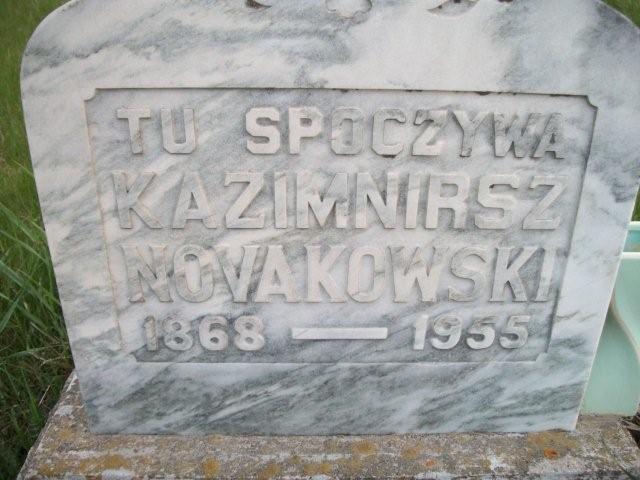 TU SPOCZYWA
KAZIMNIRSZ
NOVAKOWSKI
1868 — 1955